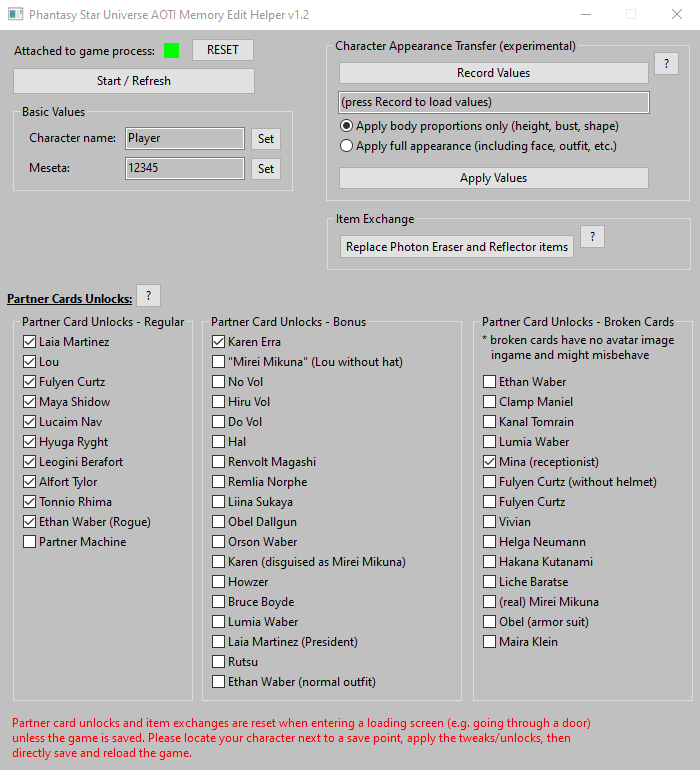 Phantasy Star Universe AOTI Memory Edit Helper v1.2
Attached to game process:
RESET
Start / Refresh
Basic Values
Character name:
Player
Set
Meseta:
12345
Set
Character Appearance Transfer (experimental)
Record Values
?
(press Record to load values)
Apply body proportions only (height, bust, shape)
Apply full appearance (including face, outfit, etc.)
Apply Values
Item Exchange
Replace Photon Eraser and Reflector items
?
Partner Cards Unlocks:
?
Partner Card Unlocks - Regular
Laia Martinez
Lou
Fulyen Curtz
Maya Shidow
Lucaim Nav
Hyuga Ryght
Leogini Berafort
Alfort Tylor
Tonnio Rhima
Ethan Waber (Rogue)
Partner Machine
Partner Card Unlocks - Bonus
Karen Erra
"Mirei Mikuna" (Lou without hat)
No Vol
Hiru Vol
Do Vol
Hal
Renvolt Magashi
Remlia Norphe
Liina Sukaya
Obel Dallgun
Orson Waber
Karen (disguised as Mirei Mikuna)
Howzer
Bruce Boyde
Lumia Waber
Laia Martinez (President)
Rutsu
Ethan Waber (normal outfit)
Partner Card Unlocks - Broken Cards
* broken cards have no avatar image
ingame and might misbehave
Ethan Waber
Clamp Maniel
Kanal Tomrain
Lumia Waber
Mina (receptionist)
Fulyen Curtz (without helmet)
Fulyen Curtz
Vivian
Helga Neumann
Hakana Kutanami
Liche Baratse
(real) Mirei Mikuna
Obel (armor suit)
Maira Klein
Partner card unlocks and item exchanges are reset when entering a loading screen (e.g. going through a door)
unless the game is saved. Please locate your character next to a save point, apply the tweaks/unlocks, then
directly save and reload the game.